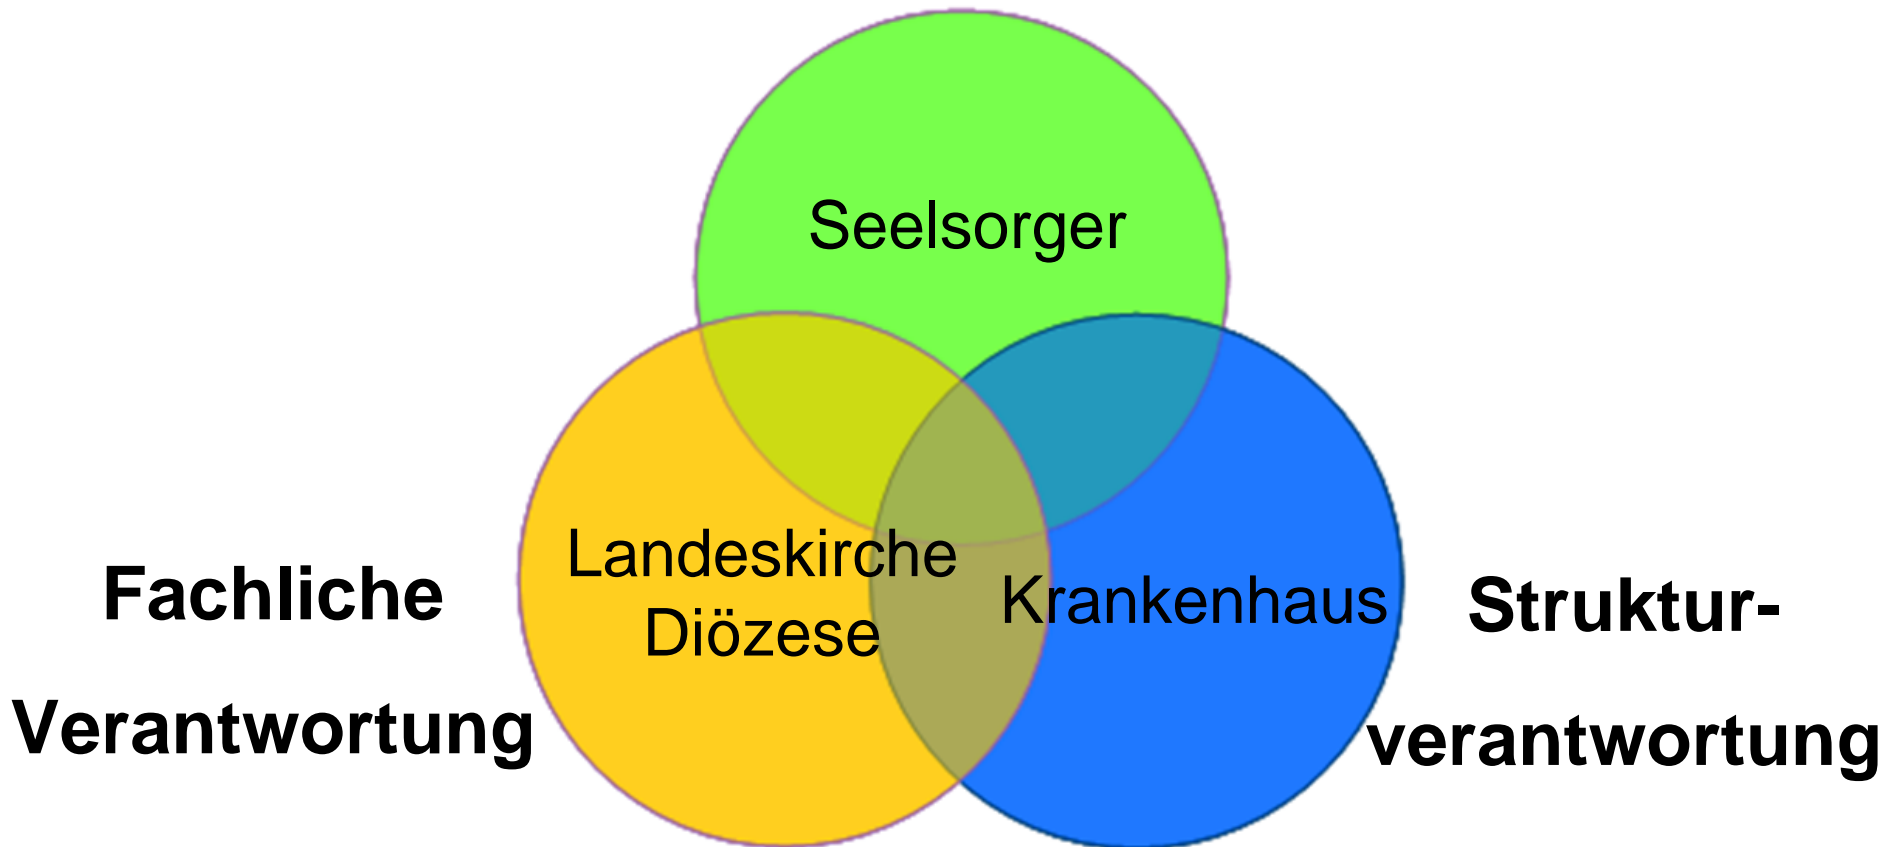 Seelsorger
Landeskirche
Diözese
Krankenhaus
Fachliche
Verantwortung
Struktur-
verantwortung